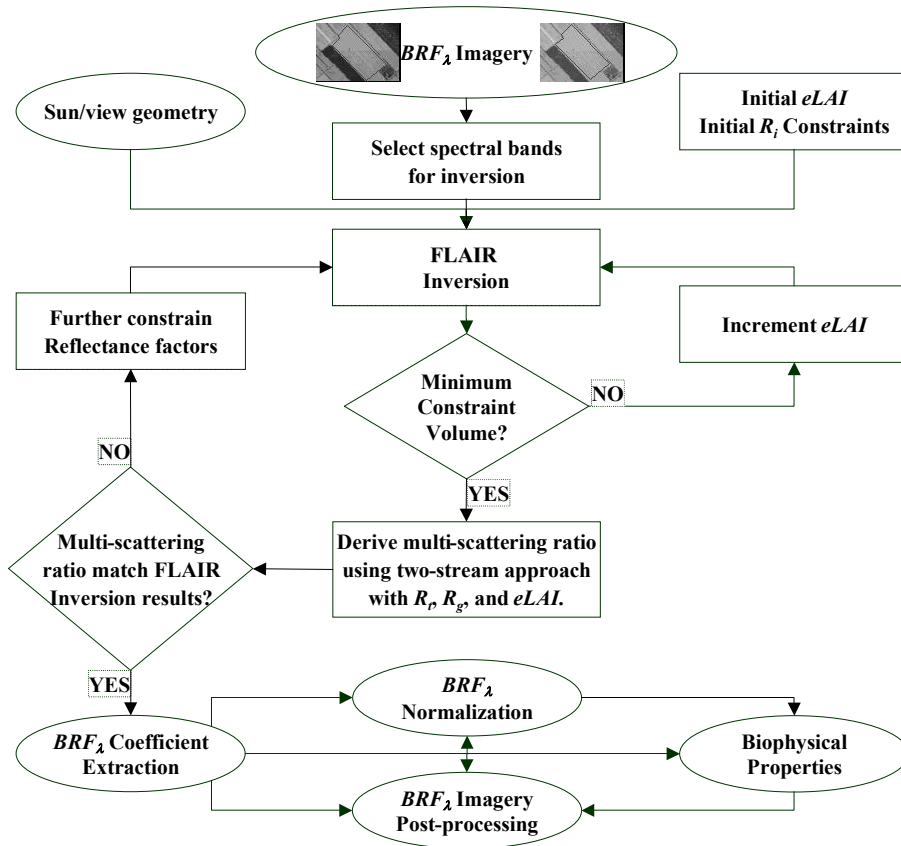 BRFλ Imagery
Sun/view geometry
Initial eLAI
Initial Ri Constraints
Select spectral bands
for inversion
FLAIR
Inversion
Further constrain
Reflectance factors
Increment eLAI
Minimum
Constraint
Volume?
NO
NO
YES
Multi-scattering
ratio match FLAIR
Inversion results?
Derive multi-scattering ratio
using two-stream approach
with Rt, Rg, and eLAI.
YES
BRFλ
Normalization
BRFλ Coefficient
Extraction
Biophysical
Properties
BRFλ Imagery
Post-processing